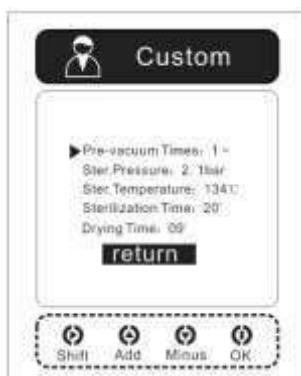 Custom
Pre-vacuum Times: 1
Ster.Pressure: 2. 1bar
Ster.Temperature: 134℃
Sterilization Time: 20'
Drying Time: 09'
return
Shift Add Minus OK